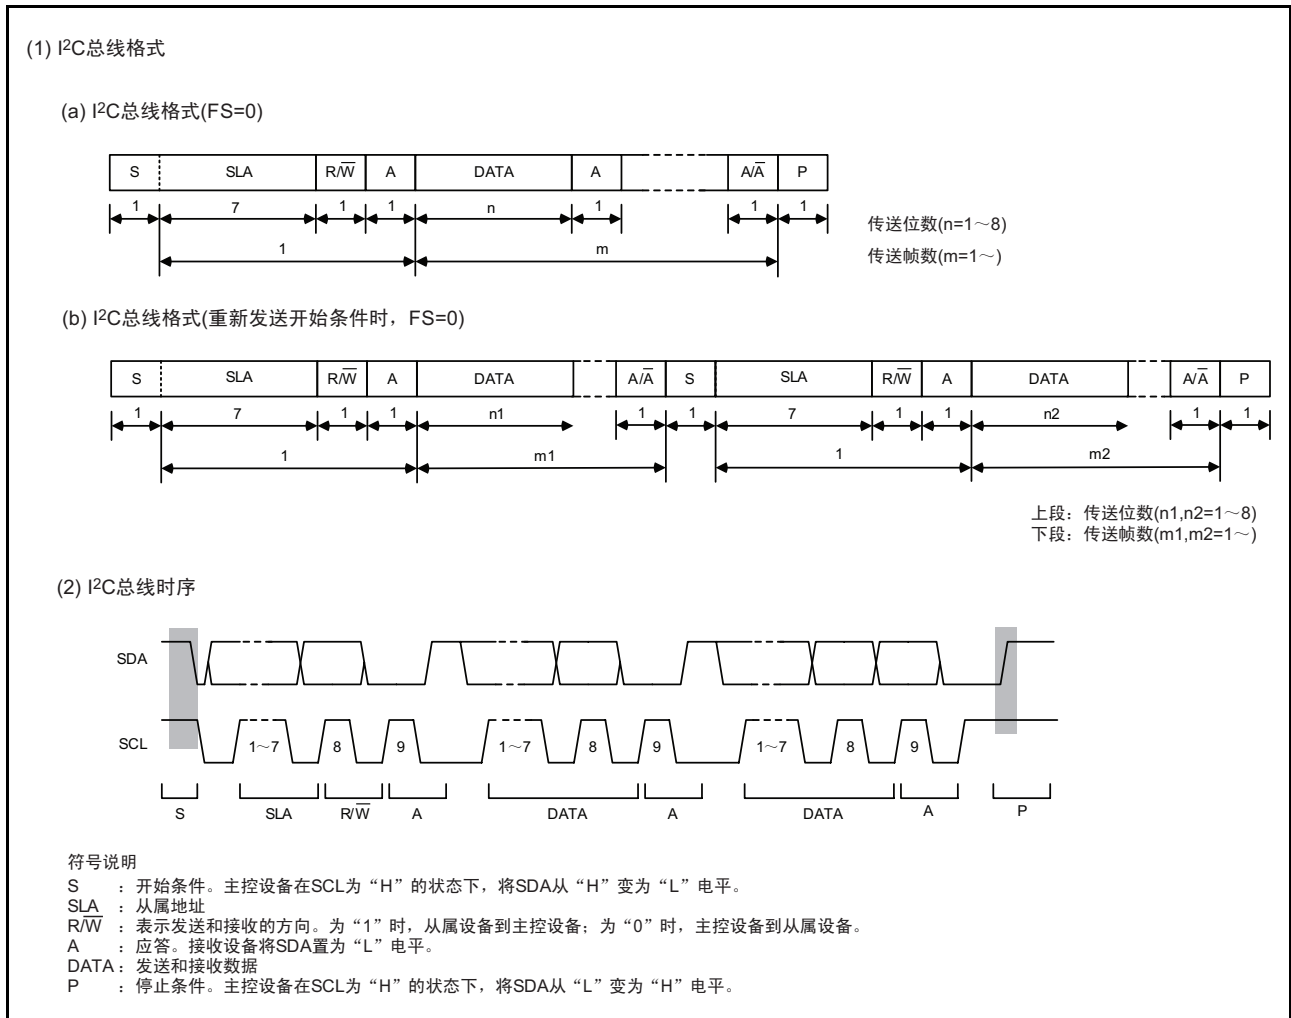 (1) I²C总线格式
(a) I²C总线格式(FS=0)
S SLA R/W̅ A DATA A A/A̅ P
1 7 1 1 n 1 1 1
传送位数(n=1～8)
1 m
传送帧数(m=1～)
(b) I²C总线格式(重新发送开始条件时，FS=0)
S SLA R/W̅ A DATA A/A̅ S SLA R/W̅ A DATA A/A̅ P
1 7 1 1 n1 1 1 7 1 1 n2 1 1
1 m1 1 m2
上段：传送位数(n1,n2=1～8)
下段：传送帧数(m1,m2=1～)
(2) I²C总线时序
SDA
SCL 1～7 8 9 1～7 8 9 1～7 8 9
S SLA R/W̅ A DATA A DATA A P
符号说明
S ：开始条件。主控设备在SCL为“H”的状态下，将SDA从“H”变为“L”电平。
SLA ：从属地址
R/W̅ ：表示发送和接收的方向。为“1”时，从属设备到主控设备；为“0”时，主控设备到从属设备。
A ：应答。接收设备将SDA置为“L”电平。
DATA：发送和接收数据
P ：停止条件。主控设备在SCL为“H”的状态下，将SDA从“L”变为“H”电平。